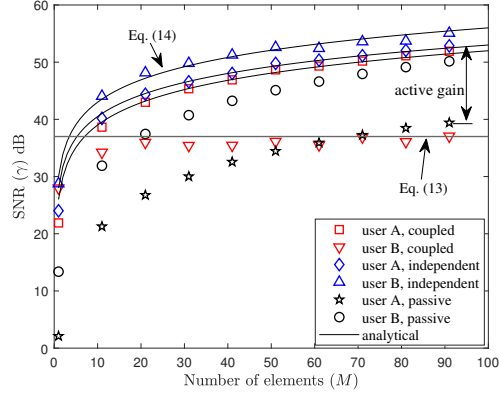 60
50
40
30
20
10
0
0 10 20 30 40 50 60 70 80 90 100
SNR (γ) dB
Number of elements (M)
Eq. (14)
active gain
Eq. (13)
user A, coupled
user B, coupled
user A, independent
user B, independent
user A, passive
user B, passive
analytical